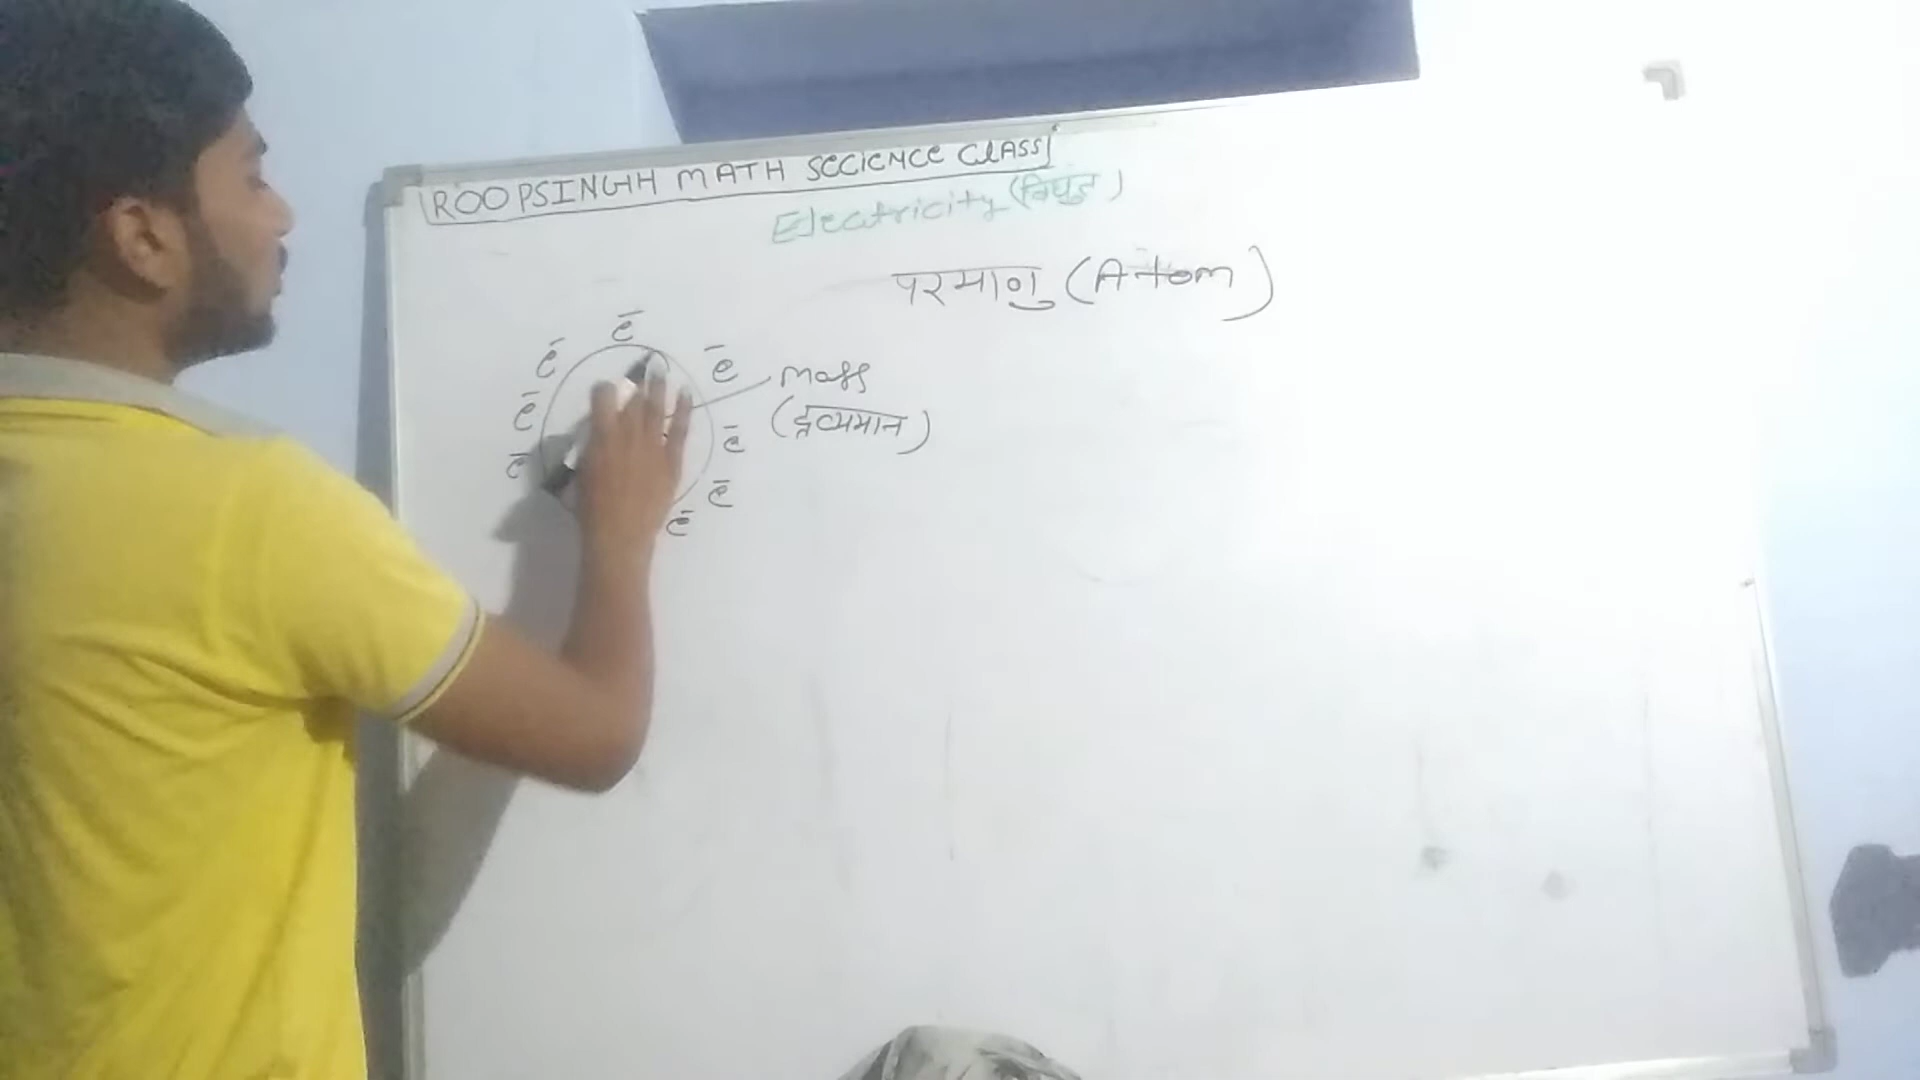 ROOPSINGH MATH SCCIENCE CLASS
Electricity (विधुत)
परमाणु (Atom)
e⁻
e⁻
e⁻
e⁻
e⁻
e⁻
e⁻
e⁻
mass
(द्रव्यमान)